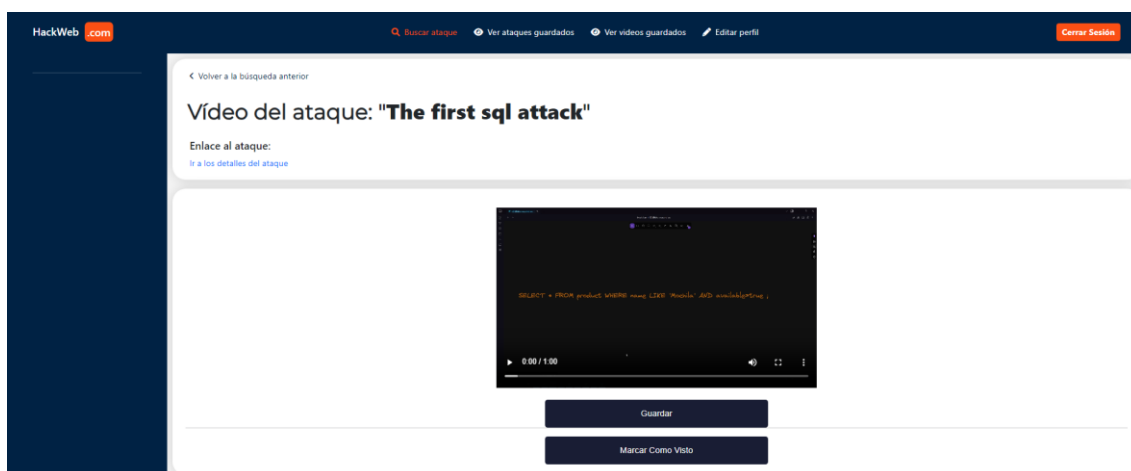 HackWeb .com
Buscar ataque Ver ataques guardados Ver videos guardados Editar perfil
Cerrar Sesión
Volver a la búsqueda anterior
Vídeo del ataque: "The first sql attack"
Enlace al ataque:
Ir a los detalles del ataque
SELECT * FROM product WHERE name LIKE AND available=true ;
0:00 / 1:00
Guardar
Marcar Como Visto